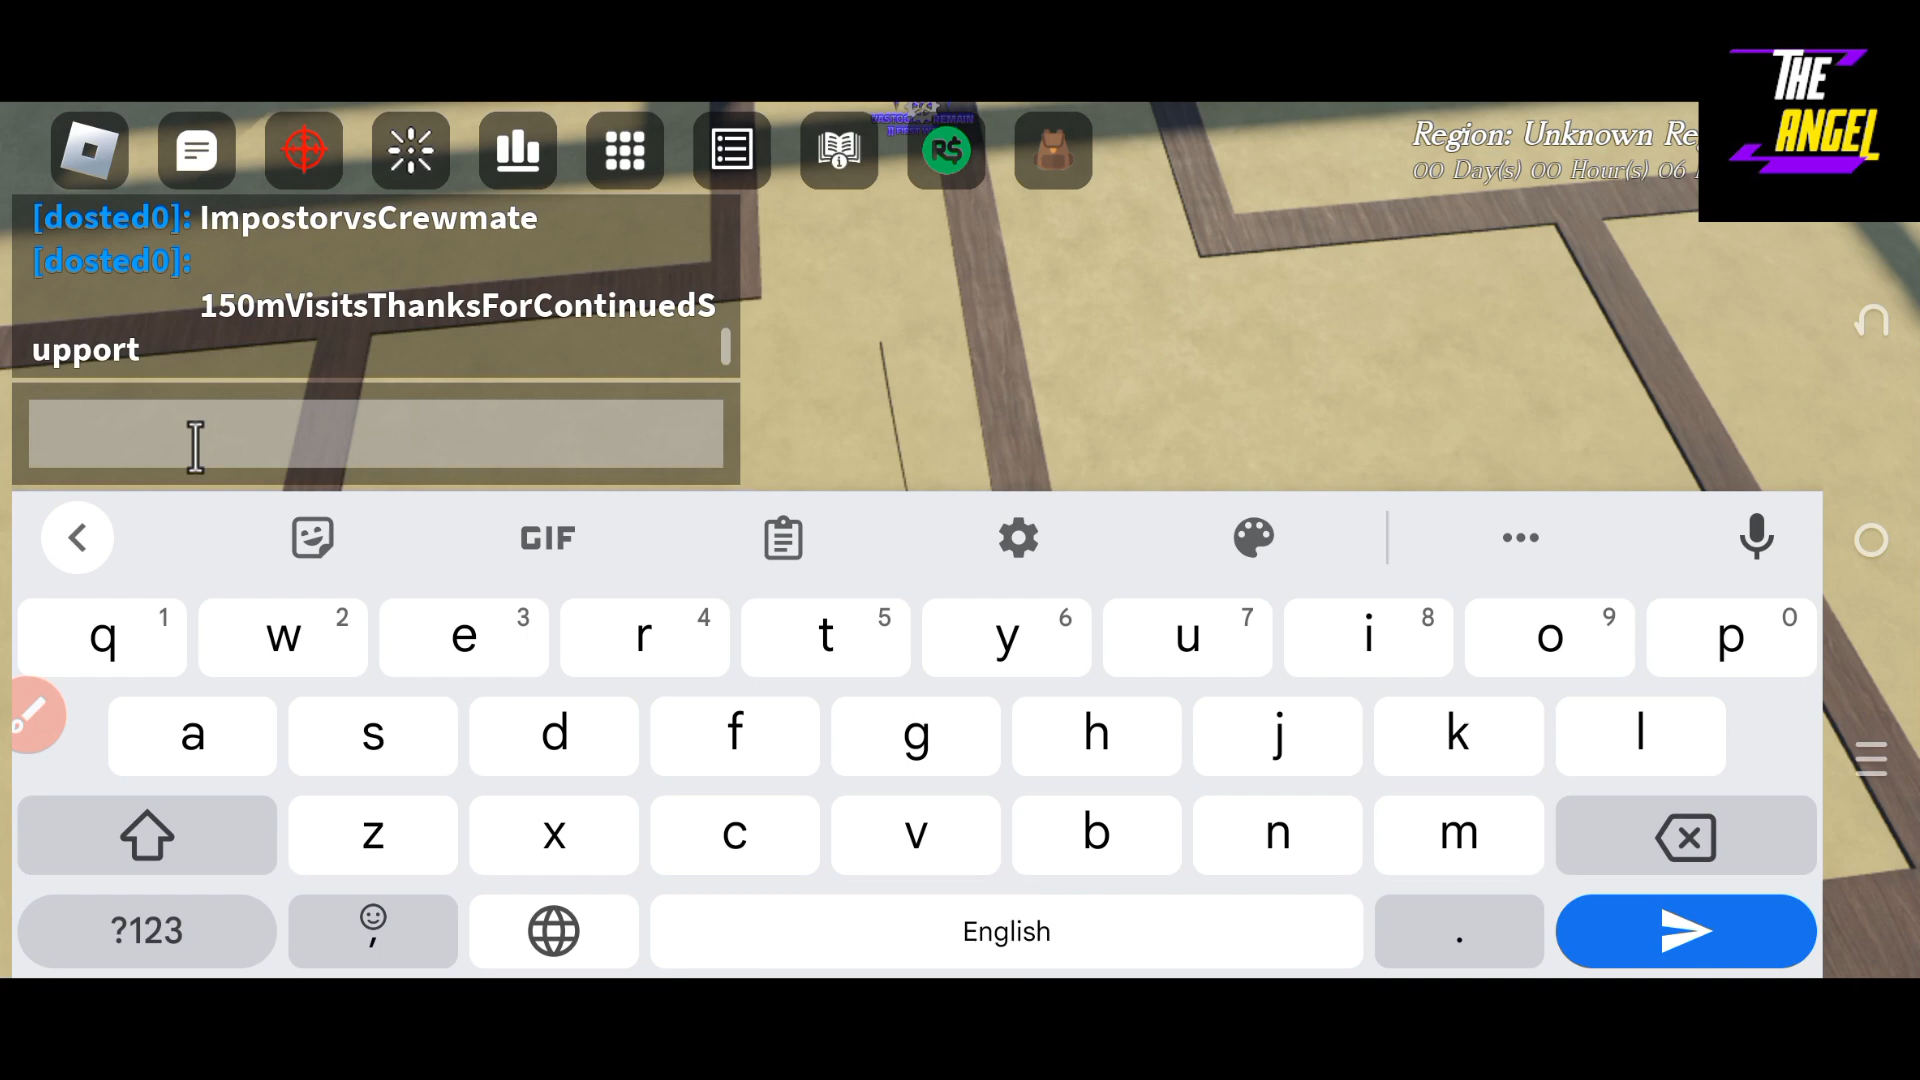 THE
ANGEL
Region: Unknown Re
00 Day(s) 00 Hour(s) 06
R$
[dosted0]: ImpostorvsCrewmate
[dosted0]:
150mVisitsThanksForContinuedS
upport
GIF
q 1 w 2 e 3 r 4 t 5 y 6 u 7 i 8 o 9 p 0
a s d f g h j k l
z x c v b n m
?123 , English .